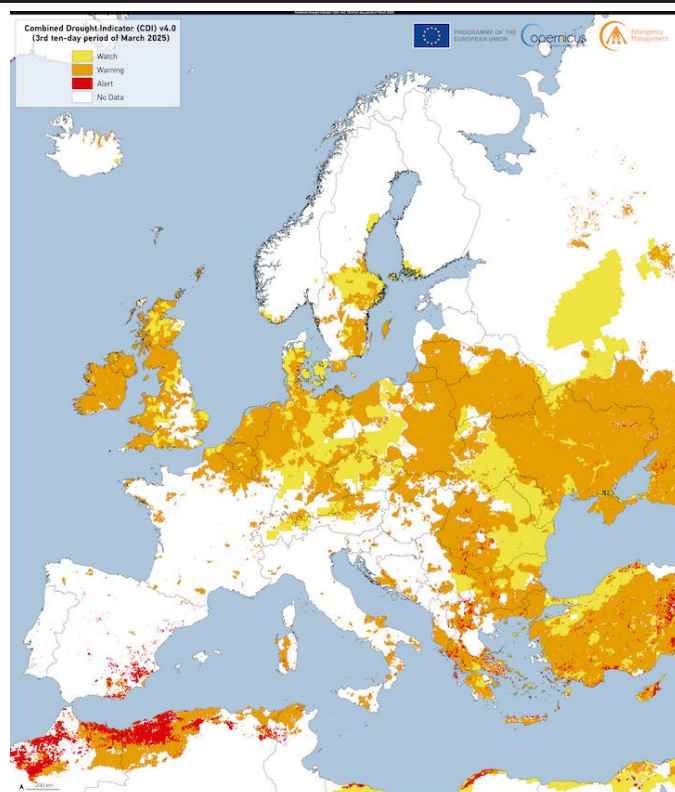 Combined Drought Indicator (CDI) v4.0
(3rd ten-day period of March 2025)
Watch
Warning
Alert
No Data
PROGRAMME OF THE
EUROPEAN UNION
opernicus
Emergency
Management
200 km